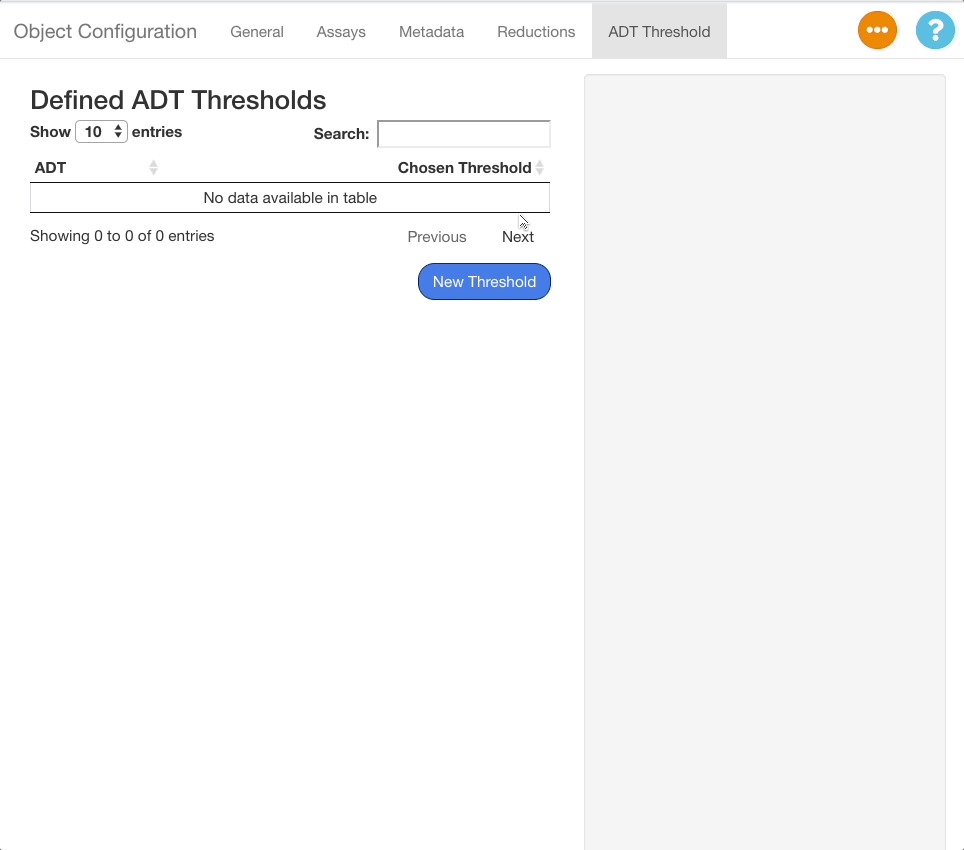 Object Configuration General Assays Metadata Reductions ADT Threshold ?
Defined ADT Thresholds
Show 10 entries Search:
ADT Chosen Threshold
No data available in table
Showing 0 to 0 of 0 entries Previous Next
New Threshold